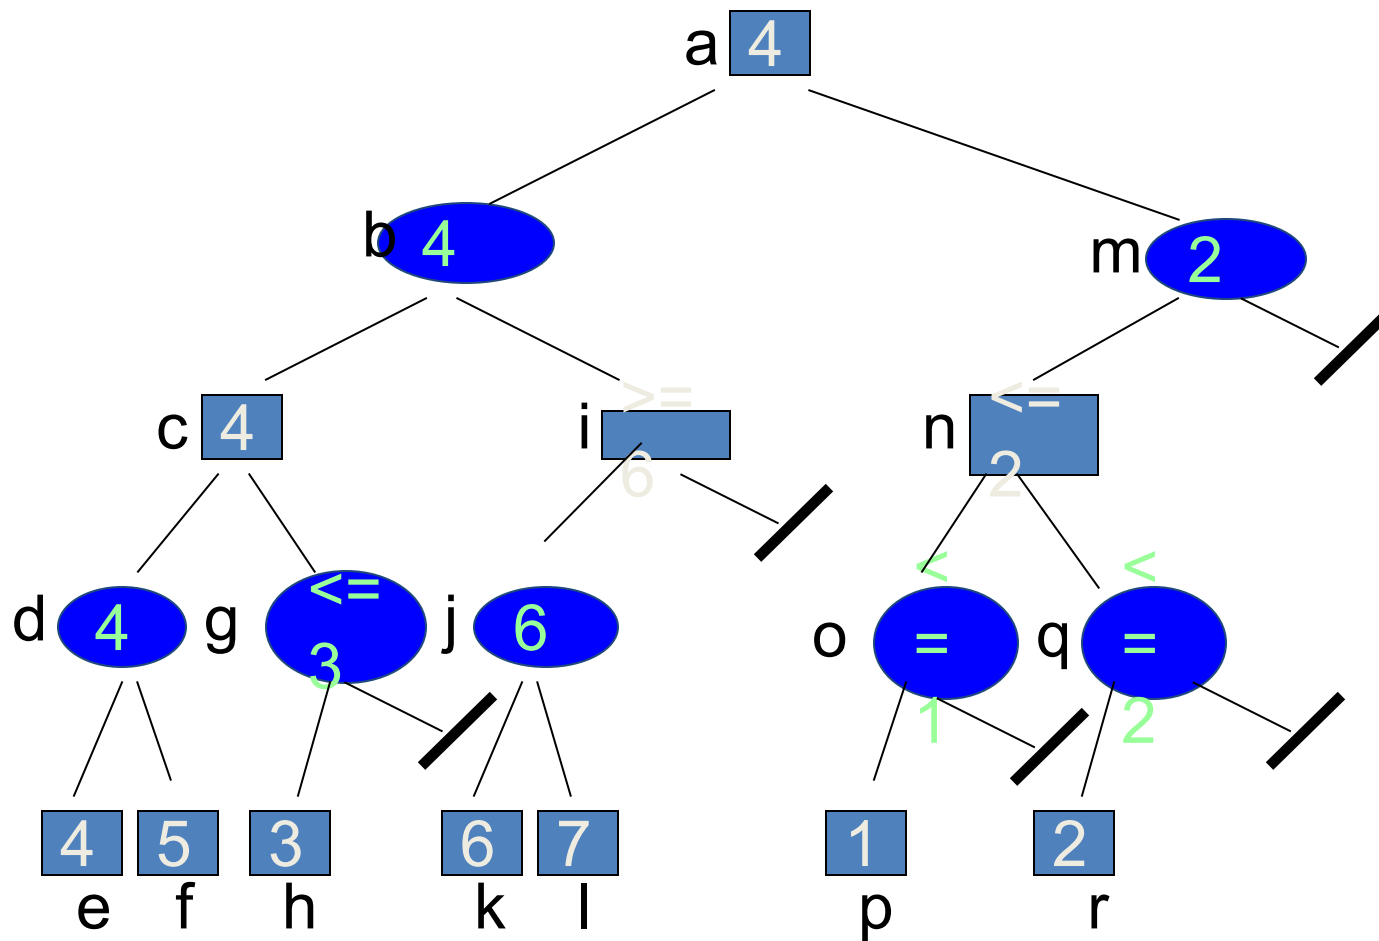 a 4
b 4
m 2
c 4
i >= 6
n <= 2
d 4
g <= 3
j 6
o <= 1
q <= 2
4 5 3 6 7 1 2
e f h k l p r